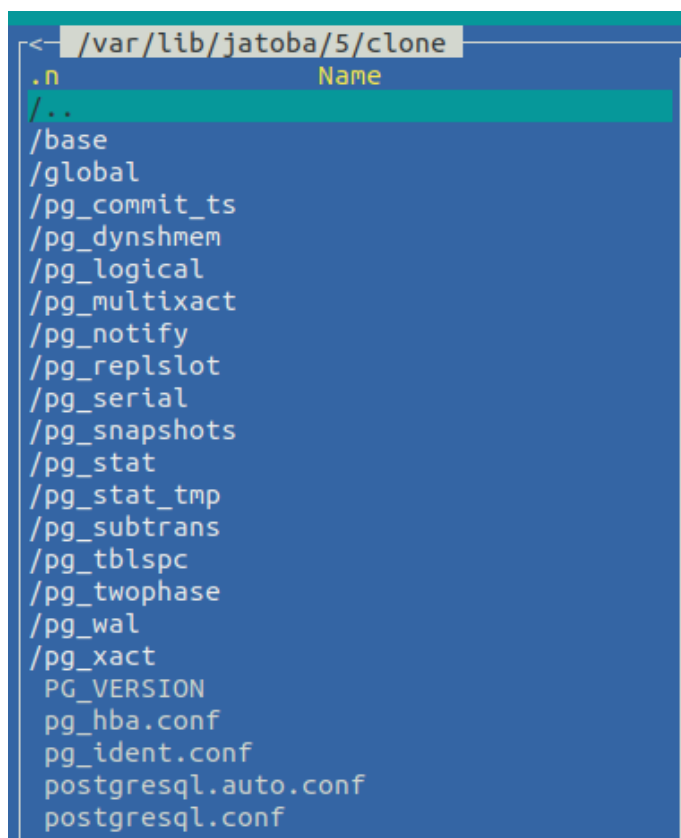 <- /var/lib/jatoba/5/clone
.n Name
/..
/base
/global
/pg_commit_ts
/pg_dynshmem
/pg_logical
/pg_multixact
/pg_notify
/pg_replslot
/pg_serial
/pg_snapshots
/pg_stat
/pg_stat_tmp
/pg_subtrans
/pg_tblspc
/pg_twophase
/pg_wal
/pg_xact
PG_VERSION
pg_hba.conf
pg_ident.conf
postgresql.auto.conf
postgresql.conf